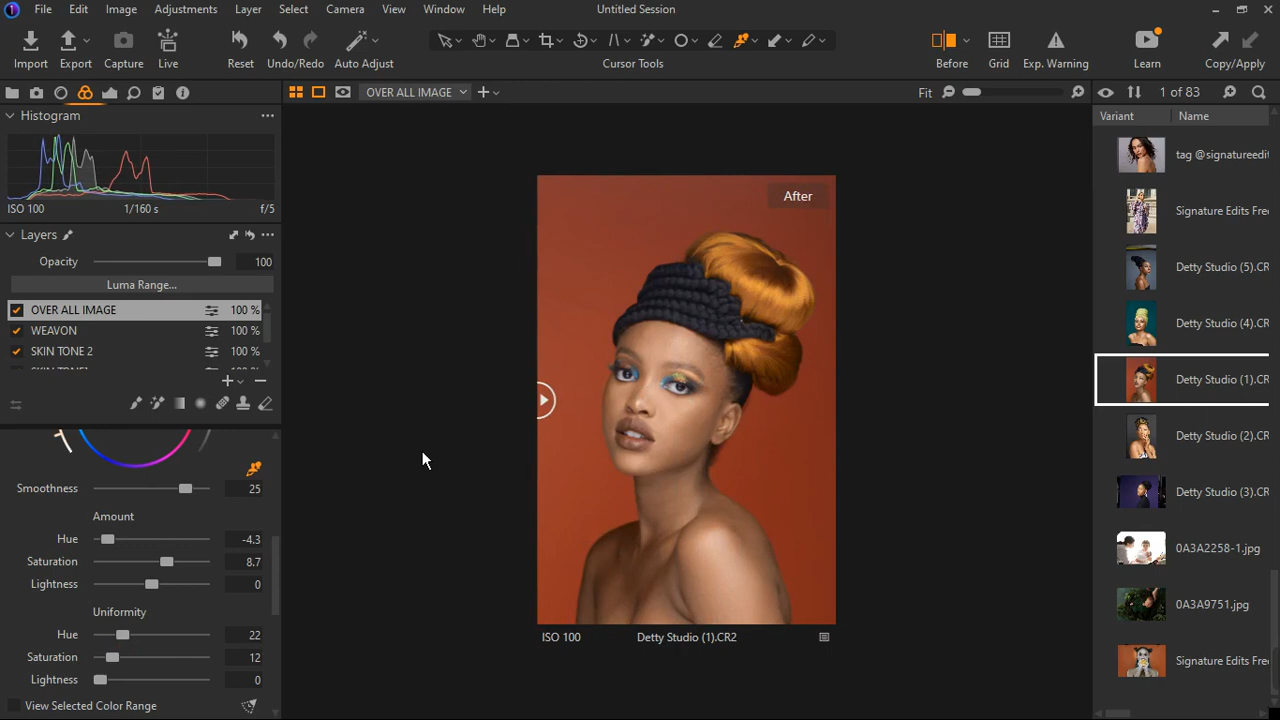 File Edit Image Adjustments Layer Select Camera View Window Help Untitled Session
Import Export Capture Live Reset Undo/Redo Auto Adjust Cursor Tools Before Grid Exp. Warning Learn Copy/Apply
OVER ALL IMAGE Fit 1 of 83
Histogram
ISO 100 1/160 s f/5
Layers
Opacity 100
Luma Range...
OVER ALL IMAGE 100 %
WEAVON 100 %
SKIN TONE 2 100 %
Smoothness 25
Amount
Hue -4.3
Saturation 8.7
Lightness 0
Uniformity
Hue 22
Saturation 12
Lightness 0
View Selected Color Range
After
ISO 100 Detty Studio (1).CR2
Variant Name
tag @signatureedit
Signature Edits Fre
Detty Studio (5).CR
Detty Studio (4).CR
Detty Studio (1).CR
Detty Studio (2).CR
Detty Studio (3).CR
0A3A2258-1.jpg
0A3A9751.jpg
Signature Edits Fre